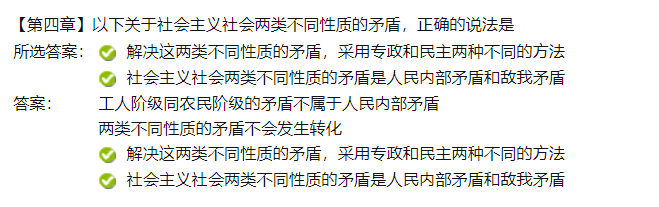 【第四章】以下关于社会主义社会两类不同性质的矛盾，正确的说法是
所选答案： 解决这两类不同性质的矛盾，采用专政和民主两种不同的方法
社会主义社会两类不同性质的矛盾是人民内部矛盾和敌我矛盾
答案： 工人阶级同农民阶级的矛盾不属于人民内部矛盾
两类不同性质的矛盾不会发生转化
解决这两类不同性质的矛盾，采用专政和民主两种不同的方法
社会主义社会两类不同性质的矛盾是人民内部矛盾和敌我矛盾